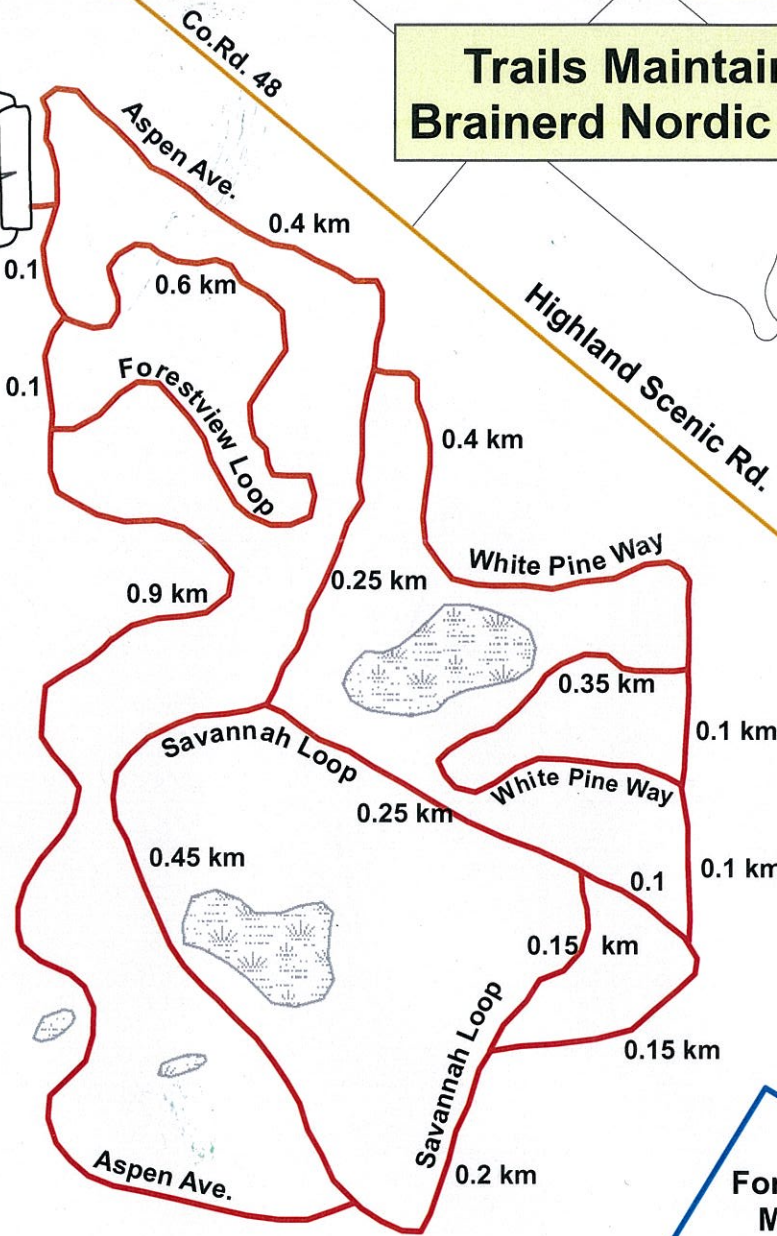 Co.Rd. 48
Trails Maintai
Brainerd Nordic
Aspen Ave.
0.4 km
0.1
0.6 km
Highland Scenic Rd.
Forestview Loop
0.1
0.4 km
White Pine Way
0.25 km
0.9 km
0.35 km
0.1 km
Savannah Loop
White Pine Way
0.25 km
0.45 km
0.1
0.1 km
0.15 km
Savannah Loop
0.15 km
Aspen Ave.
0.2 km
For
M